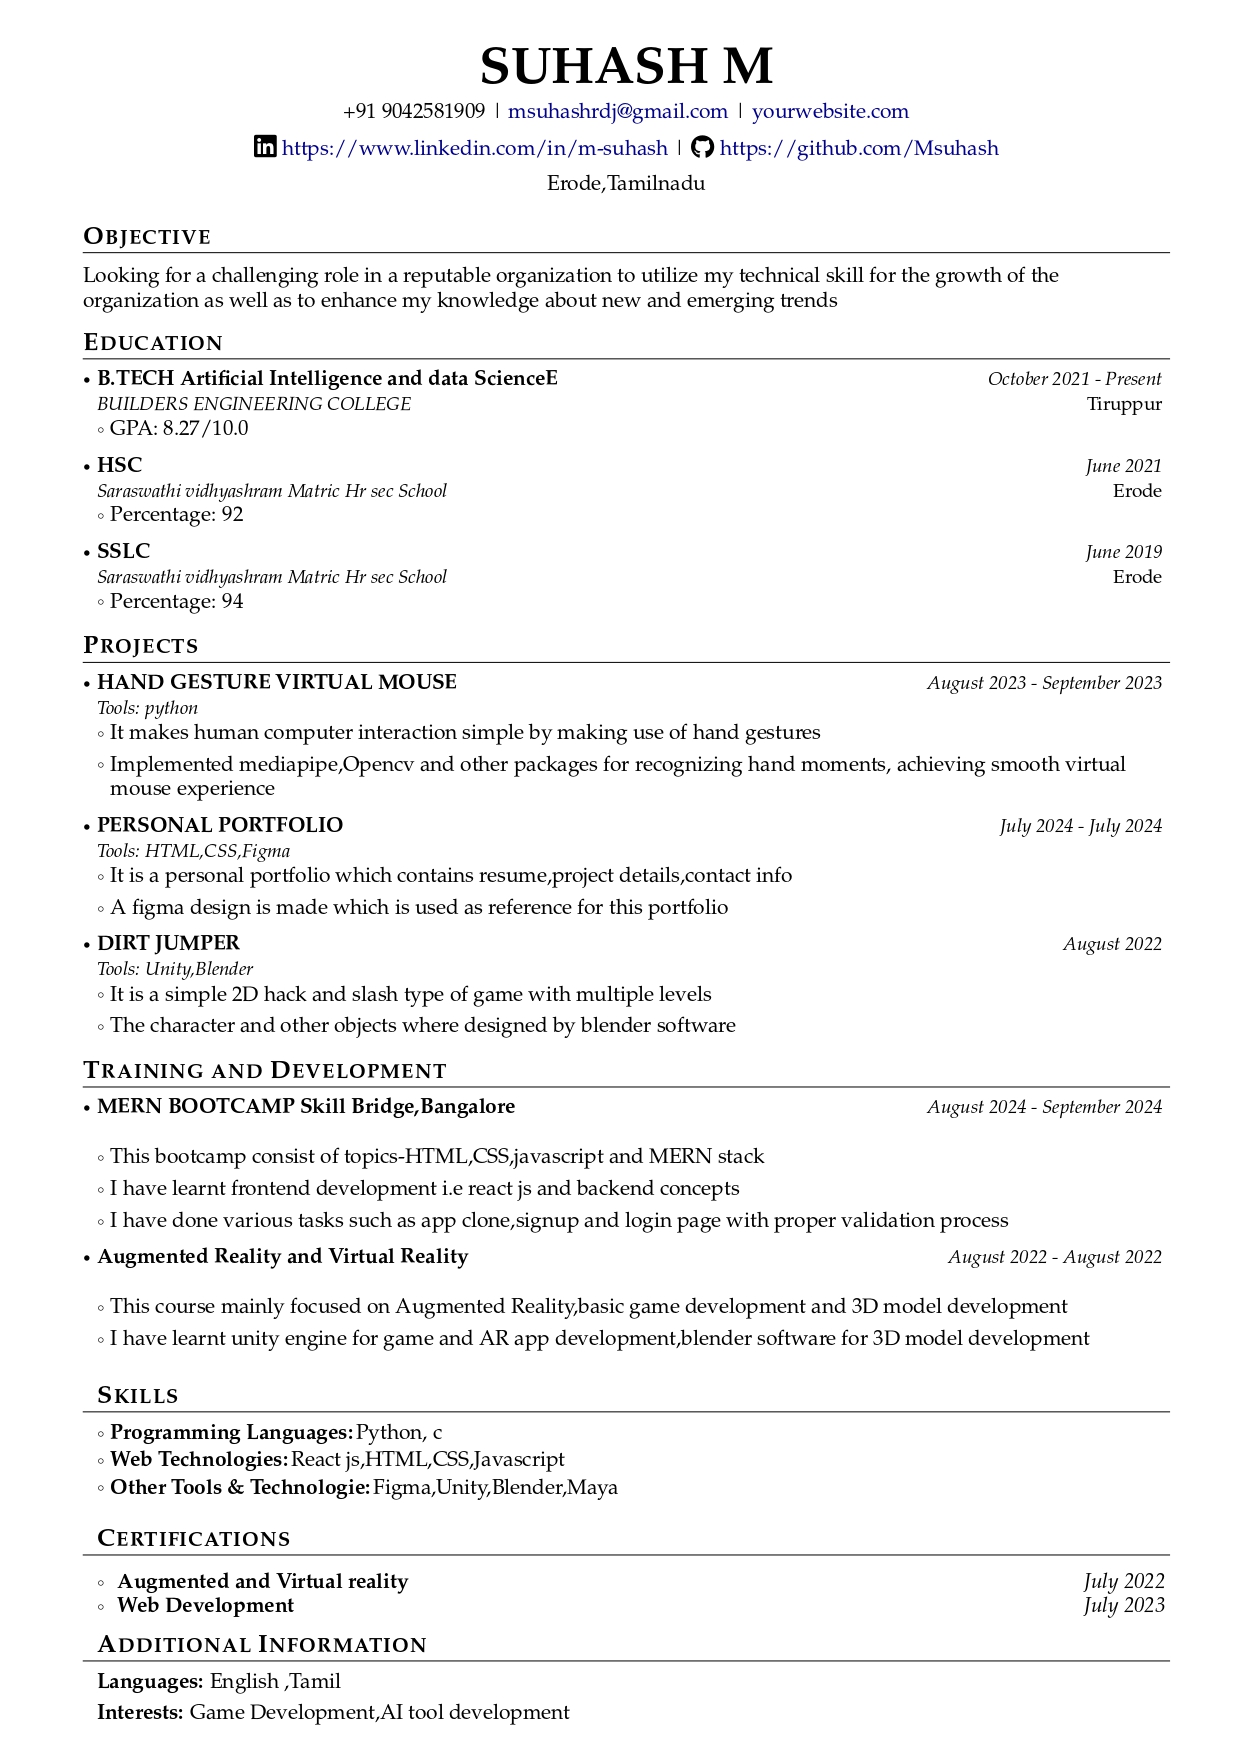 SUHASH M
+91 9042581909 | msuhashrdj@gmail.com | yourwebsite.com
https://www.linkedin.com/in/m-suhash | https://github.com/Msuhash
Erode,Tamilnadu
OBJECTIVE
Looking for a challenging role in a reputable organization to utilize my technical skill for the growth of the
organization as well as to enhance my knowledge about new and emerging trends
EDUCATION
• B.TECH Artificial Intelligence and data ScienceE October 2021 - Present
BUILDERS ENGINEERING COLLEGE Tiruppur
◦ GPA: 8.27/10.0
• HSC June 2021
Saraswathi vidhyashram Matric Hr sec School Erode
◦ Percentage: 92
• SSLC June 2019
Saraswathi vidhyashram Matric Hr sec School Erode
◦ Percentage: 94
PROJECTS
• HAND GESTURE VIRTUAL MOUSE August 2023 - September 2023
Tools: python
◦ It makes human computer interaction simple by making use of hand gestures
◦ Implemented mediapipe,Opencv and other packages for recognizing hand moments, achieving smooth virtual
mouse experience
• PERSONAL PORTFOLIO July 2024 - July 2024
Tools: HTML,CSS,Figma
◦ It is a personal portfolio which contains resume,project details,contact info
◦ A figma design is made which is used as reference for this portfolio
• DIRT JUMPER August 2022
Tools: Unity,Blender
◦ It is a simple 2D hack and slash type of game with multiple levels
◦ The character and other objects where designed by blender software
TRAINING AND DEVELOPMENT
• MERN BOOTCAMP Skill Bridge,Bangalore August 2024 - September 2024
◦ This bootcamp consist of topics-HTML,CSS,javascript and MERN stack
◦ I have learnt frontend development i.e react js and backend concepts
◦ I have done various tasks such as app clone,signup and login page with proper validation process
• Augmented Reality and Virtual Reality August 2022 - August 2022
◦ This course mainly focused on Augmented Reality,basic game development and 3D model development
◦ I have learnt unity engine for game and AR app development,blender software for 3D model development
SKILLS
◦ Programming Languages: Python, c
◦ Web Technologies: React js,HTML,CSS,Javascript
◦ Other Tools & Technologie: Figma,Unity,Blender,Maya
CERTIFICATIONS
◦ Augmented and Virtual reality July 2022
◦ Web Development July 2023
ADDITIONAL INFORMATION
Languages: English ,Tamil
Interests: Game Development,AI tool development